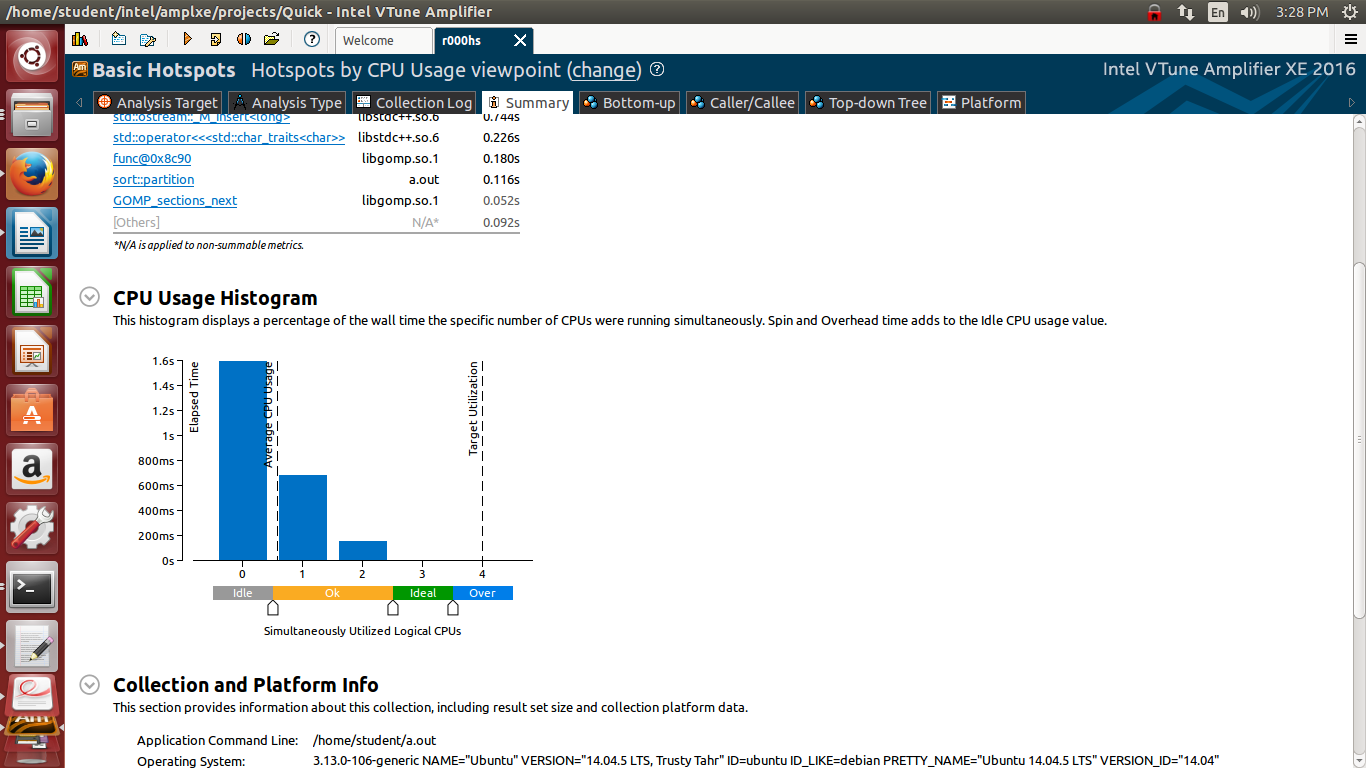 /home/student/intel/amplxe/projects/Quick - Intel VTune Amplifier
En
3:28 PM
Welcome
r000hs
Basic Hotspots Hotspots by CPU Usage viewpoint (change)
Intel VTune Amplifier XE 2016
Analysis Target
Analysis Type
Collection Log
Summary
Bottom-up
Caller/Callee
Top-down Tree
Platform
std::ostream::_M_insert<long> libstdc++.so.6 0.744s
std::operator<<<std::char_traits<char>> libstdc++.so.6 0.226s
func@0x8c90 libgomp.so.1 0.180s
sort::partition a.out 0.116s
GOMP_sections_next libgomp.so.1 0.052s
[Others] N/A* 0.092s
*N/A is applied to non-summable metrics.
CPU Usage Histogram
This histogram displays a percentage of the wall time the specific number of CPUs were running simultaneously. Spin and Overhead time adds to the Idle CPU usage value.
1.6s
1.4s
1.2s
1s
800ms
600ms
400ms
200ms
0s
Elapsed Time
Average CPU Usage
Target Utilization
0 1 2 3 4
Idle Ok Ideal Over
Simultaneously Utilized Logical CPUs
Collection and Platform Info
This section provides information about this collection, including result set size and collection platform data.
Application Command Line: /home/student/a.out
Operating System: 3.13.0-106-generic NAME="Ubuntu" VERSION="14.04.5 LTS, Trusty Tahr" ID=ubuntu ID_LIKE=debian PRETTY_NAME="Ubuntu 14.04.5 LTS" VERSION_ID="14.04"